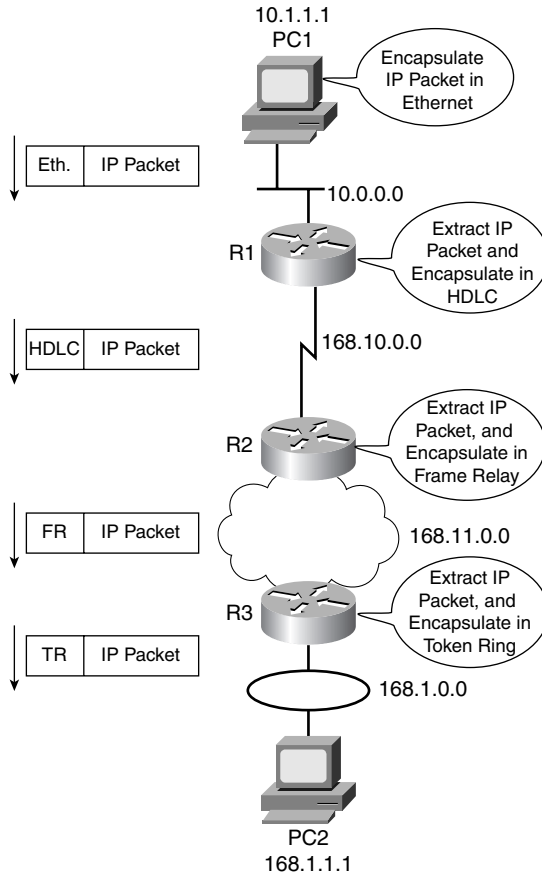 10.1.1.1
PC1
Encapsulate
IP Packet in
Ethernet
Eth. IP Packet
10.0.0.0
R1
Extract IP
Packet and
Encapsulate in
HDLC
HDLC IP Packet
168.10.0.0
R2
Extract IP
Packet, and
Encapsulate in
Frame Relay
FR IP Packet
168.11.0.0
R3
Extract IP
Packet, and
Encapsulate in
Token Ring
TR IP Packet
168.1.0.0
PC2
168.1.1.1